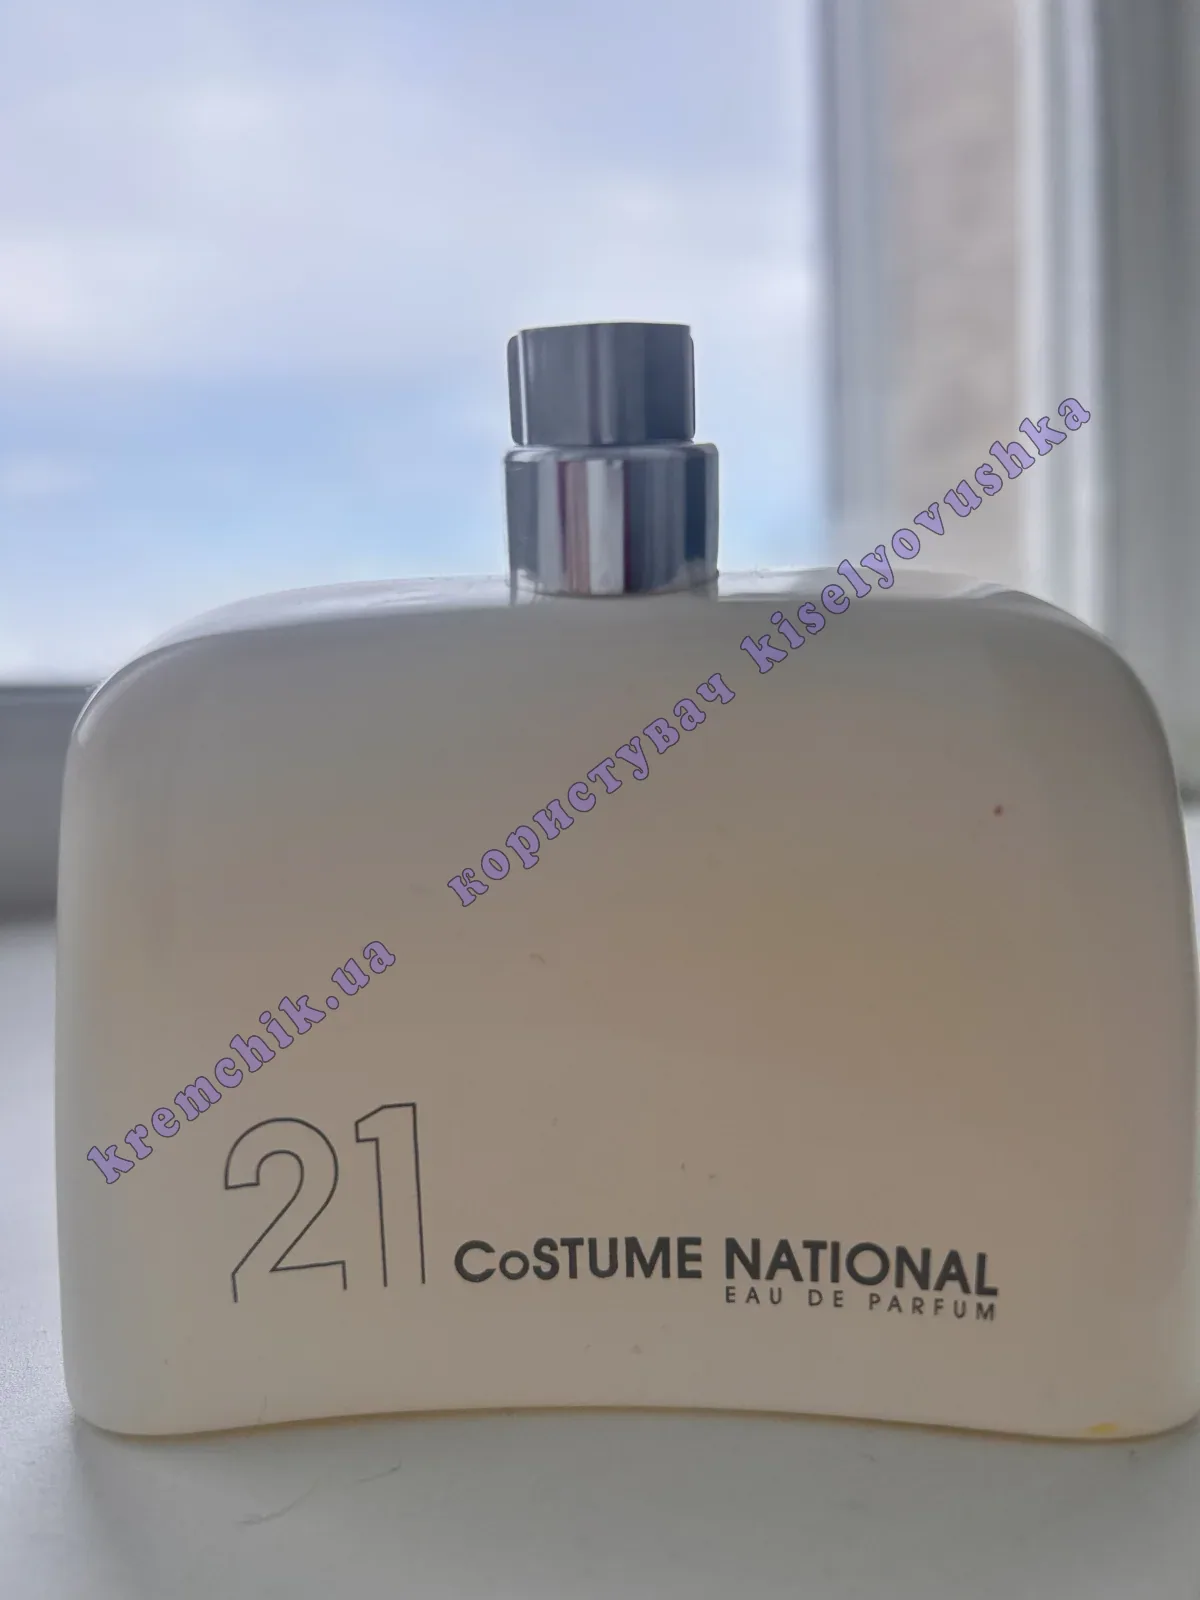 kremchik.ua користувач kiselyovushka
21 CoSTUME NATIONAL
EAU DE PARFUM